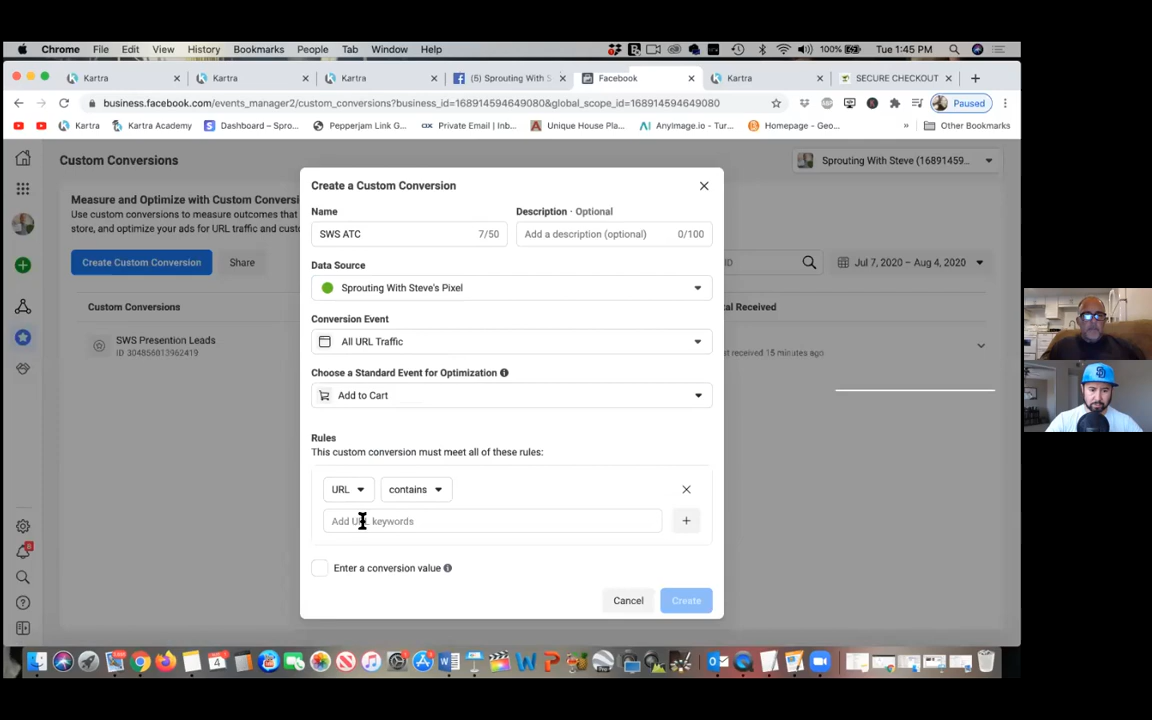 Chrome File Edit View History Bookmarks People Tab Window Help 100% Tue 1:45 PM
Kartra Kartra Kartra (5) Sprouting With S Facebook Kartra SECURE CHECKOUT
business.facebook.com/events_manager2/custom_conversions?business_id=168914594649080&global_scope_id=168914594649080 Paused
Kartra Kartra Academy Dashboard – Spro... Pepperjam Link G... Private Email | Inb... Unique House Pla... AnyImage.io - Tur... Homepage - Geo... » Other Bookmarks
Custom Conversions
Sprouting With Steve (16891459...
Measure and Optimize with Custom Conversi
Use custom conversions to measure outcomes that
store, and optimize your ads for URL traffic and custo
Create Custom Conversion Share
Jul 7, 2020 – Aug 4, 2020
Custom Conversions
tal Received
SWS Presention Leads
ID 304856013962419
st received 15 minutes ago
Create a Custom Conversion
Name Description · Optional
SWS ATC 7/50 Add a description (optional) 0/100
Data Source
Sprouting With Steve's Pixel
Conversion Event
All URL Traffic
Choose a Standard Event for Optimization
Add to Cart
Rules
This custom conversion must meet all of these rules:
URL contains
Add URL keywords
Enter a conversion value
Cancel Create